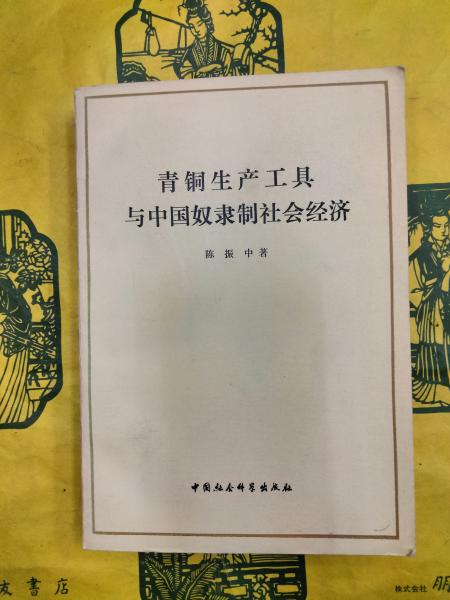 青铜生产工具
与中国奴隶制社会经济
陈振中著
中国社会科学出版社
友書店
株式会社 朋